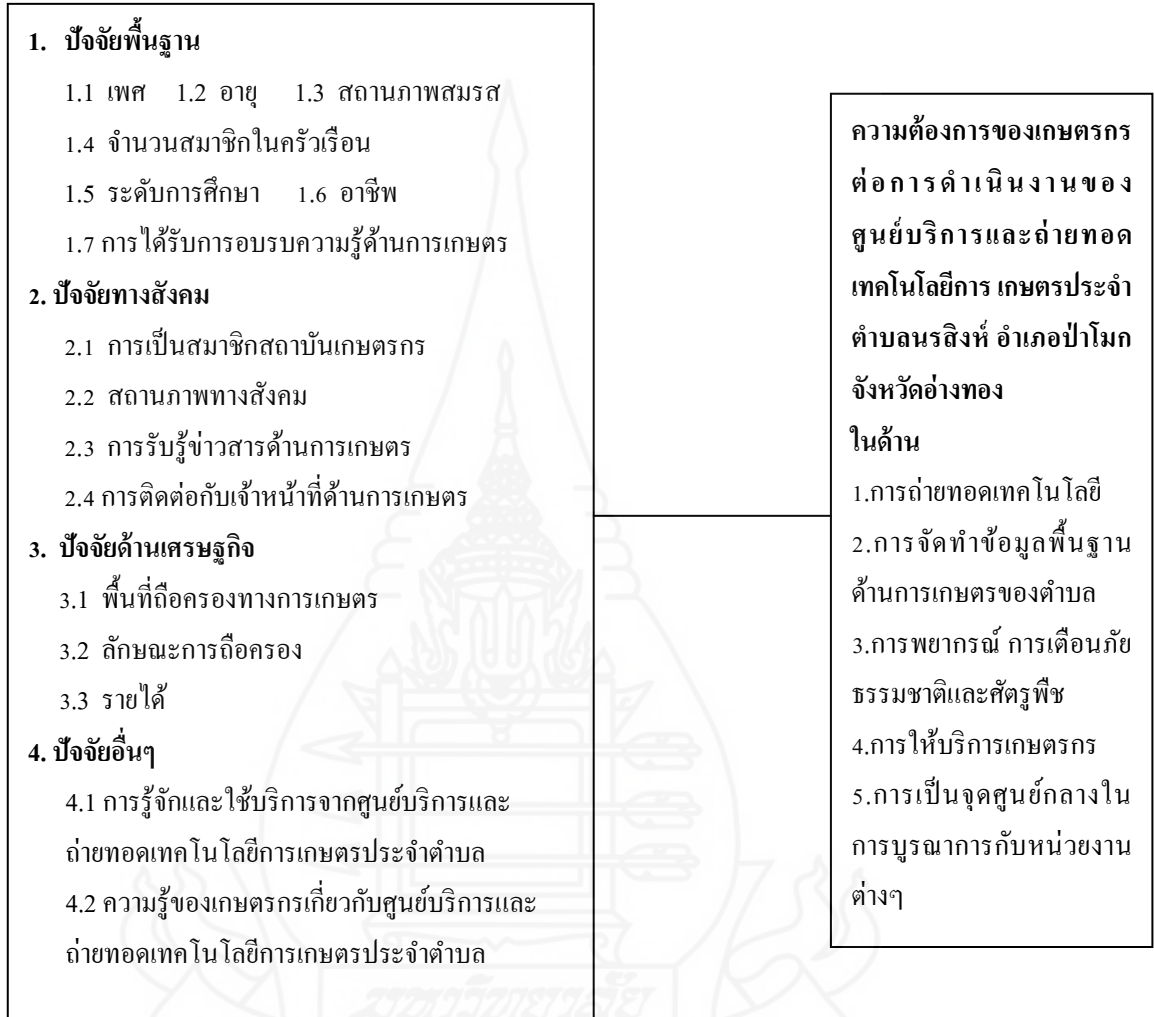 1. ปัจจัยพื้นฐาน
1.1 เพศ 1.2 อายุ 1.3 สถานภาพสมรส
1.4 จำนวนสมาชิกในครัวเรือน
1.5 ระดับการศึกษา 1.6 อาชีพ
1.7 การได้รับการอบรบความรู้ด้านการเกษตร
2. ปัจจัยทางสังคม
2.1 การเป็นสมาชิกสถาบันเกษตรกร
2.2 สถานภาพทางสังคม
2.3 การรับรู้ข่าวสารด้านการเกษตร
2.4 การติดต่อกับเจ้าหน้าที่ด้านการเกษตร
3. ปัจจัยด้านเศรษฐกิจ
3.1 พื้นที่ถือครองทางการเกษตร
3.2 ลักษณะการถือครอง
3.3 รายได้
4. ปัจจัยอื่นๆ
4.1 การรู้จักและใช้บริการจากศูนย์บริการและ
ถ่ายทอดเทคโนโลยีการเกษตรประจำตำบล
4.2 ความรู้ของเกษตรกรเกี่ยวกับศูนย์บริการและ
ถ่ายทอดเทคโนโลยีการเกษตรประจำตำบล
ความต้องการของเกษตรกร
ต่อการดำเนินงานของ
ศูนย์บริการและถ่ายทอด
เทคโนโลยีการ เกษตรประจำ
ตำบลนรสิงห์ อำเภอป่าโมก
จังหวัดอ่างทอง
ในด้าน
1.การถ่ายทอดเทคโนโลยี
2.การจัดทำข้อมูลพื้นฐาน
ด้านการเกษตรของตำบล
3.การพยากรณ์ การเตือนภัย
ธรรมชาติและศัตรูพืช
4.การให้บริการเกษตรกร
5.การเป็นจุดศูนย์กลางใน
การบูรณาการกับหน่วยงาน
ต่างๆ